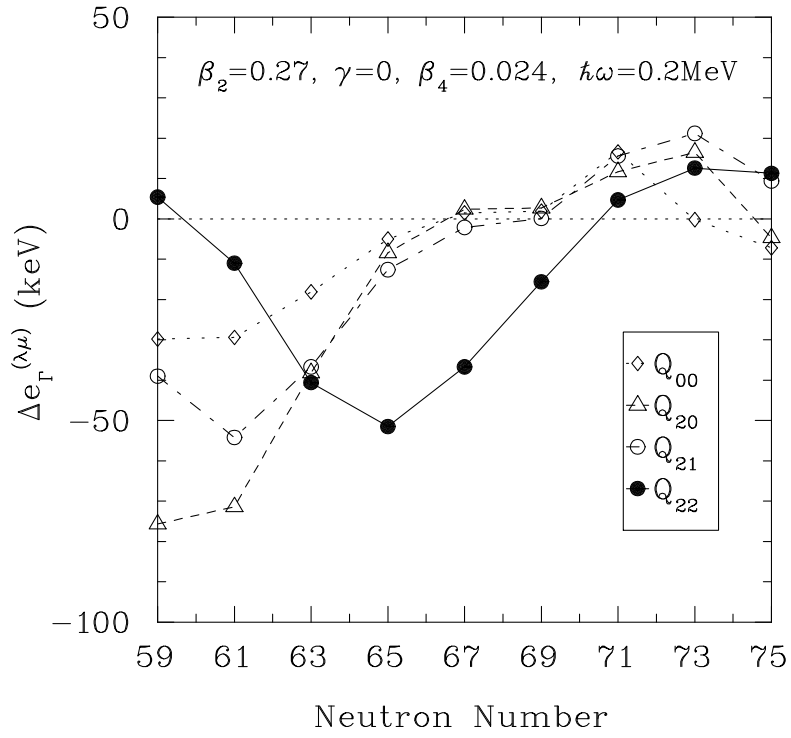 50
β₂=0.27, γ=0, β₄=0.024, ℏω=0.2MeV
0
Δe_Γ^(λμ) (keV)
Q₀₀
Q₂₀
Q₂₁
Q₂₂
−50
−100
59 61 63 65 67 69 71 73 75
Neutron Number